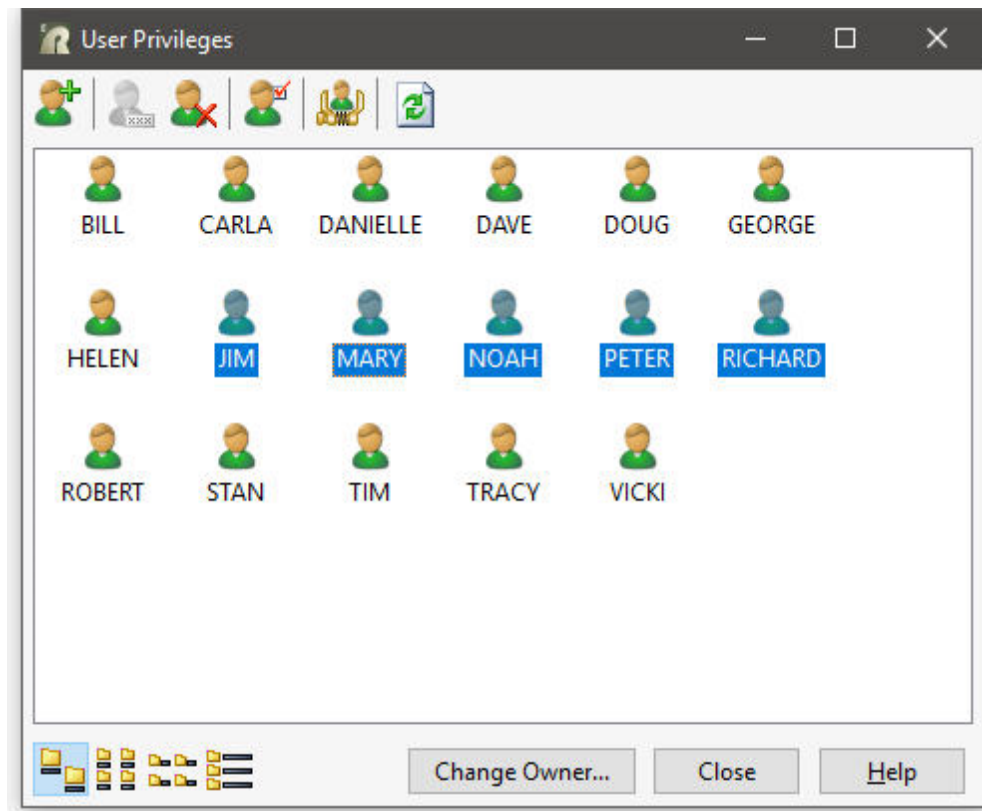 User Privileges
BILL CARLA DANIELLE DAVE DOUG GEORGE
HELEN JIM MARY NOAH PETER RICHARD
ROBERT STAN TIM TRACY VICKI
Change Owner... Close Help